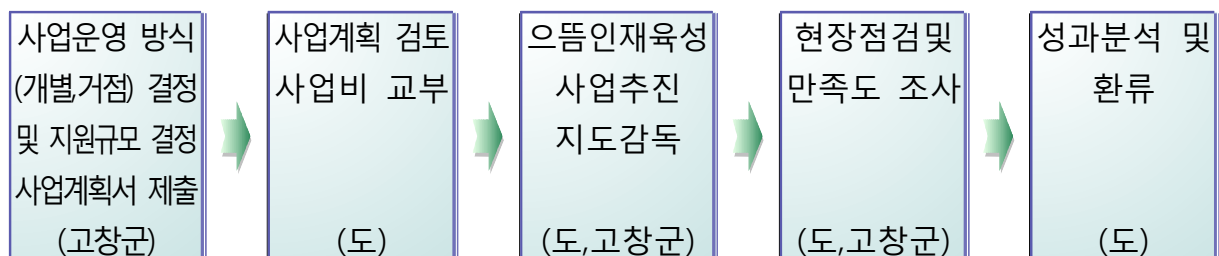 사업운영 방식
(개별,거점) 결정
및 지원규모 결정
사업계획서 제출
(고창군)
사업계획 검토
사업비 교부
(도)
으뜸인재육성
사업추진
지도감독
(도,고창군)
현장점검및
만족도 조사
(도,고창군)
성과분석 및
환류
(도)